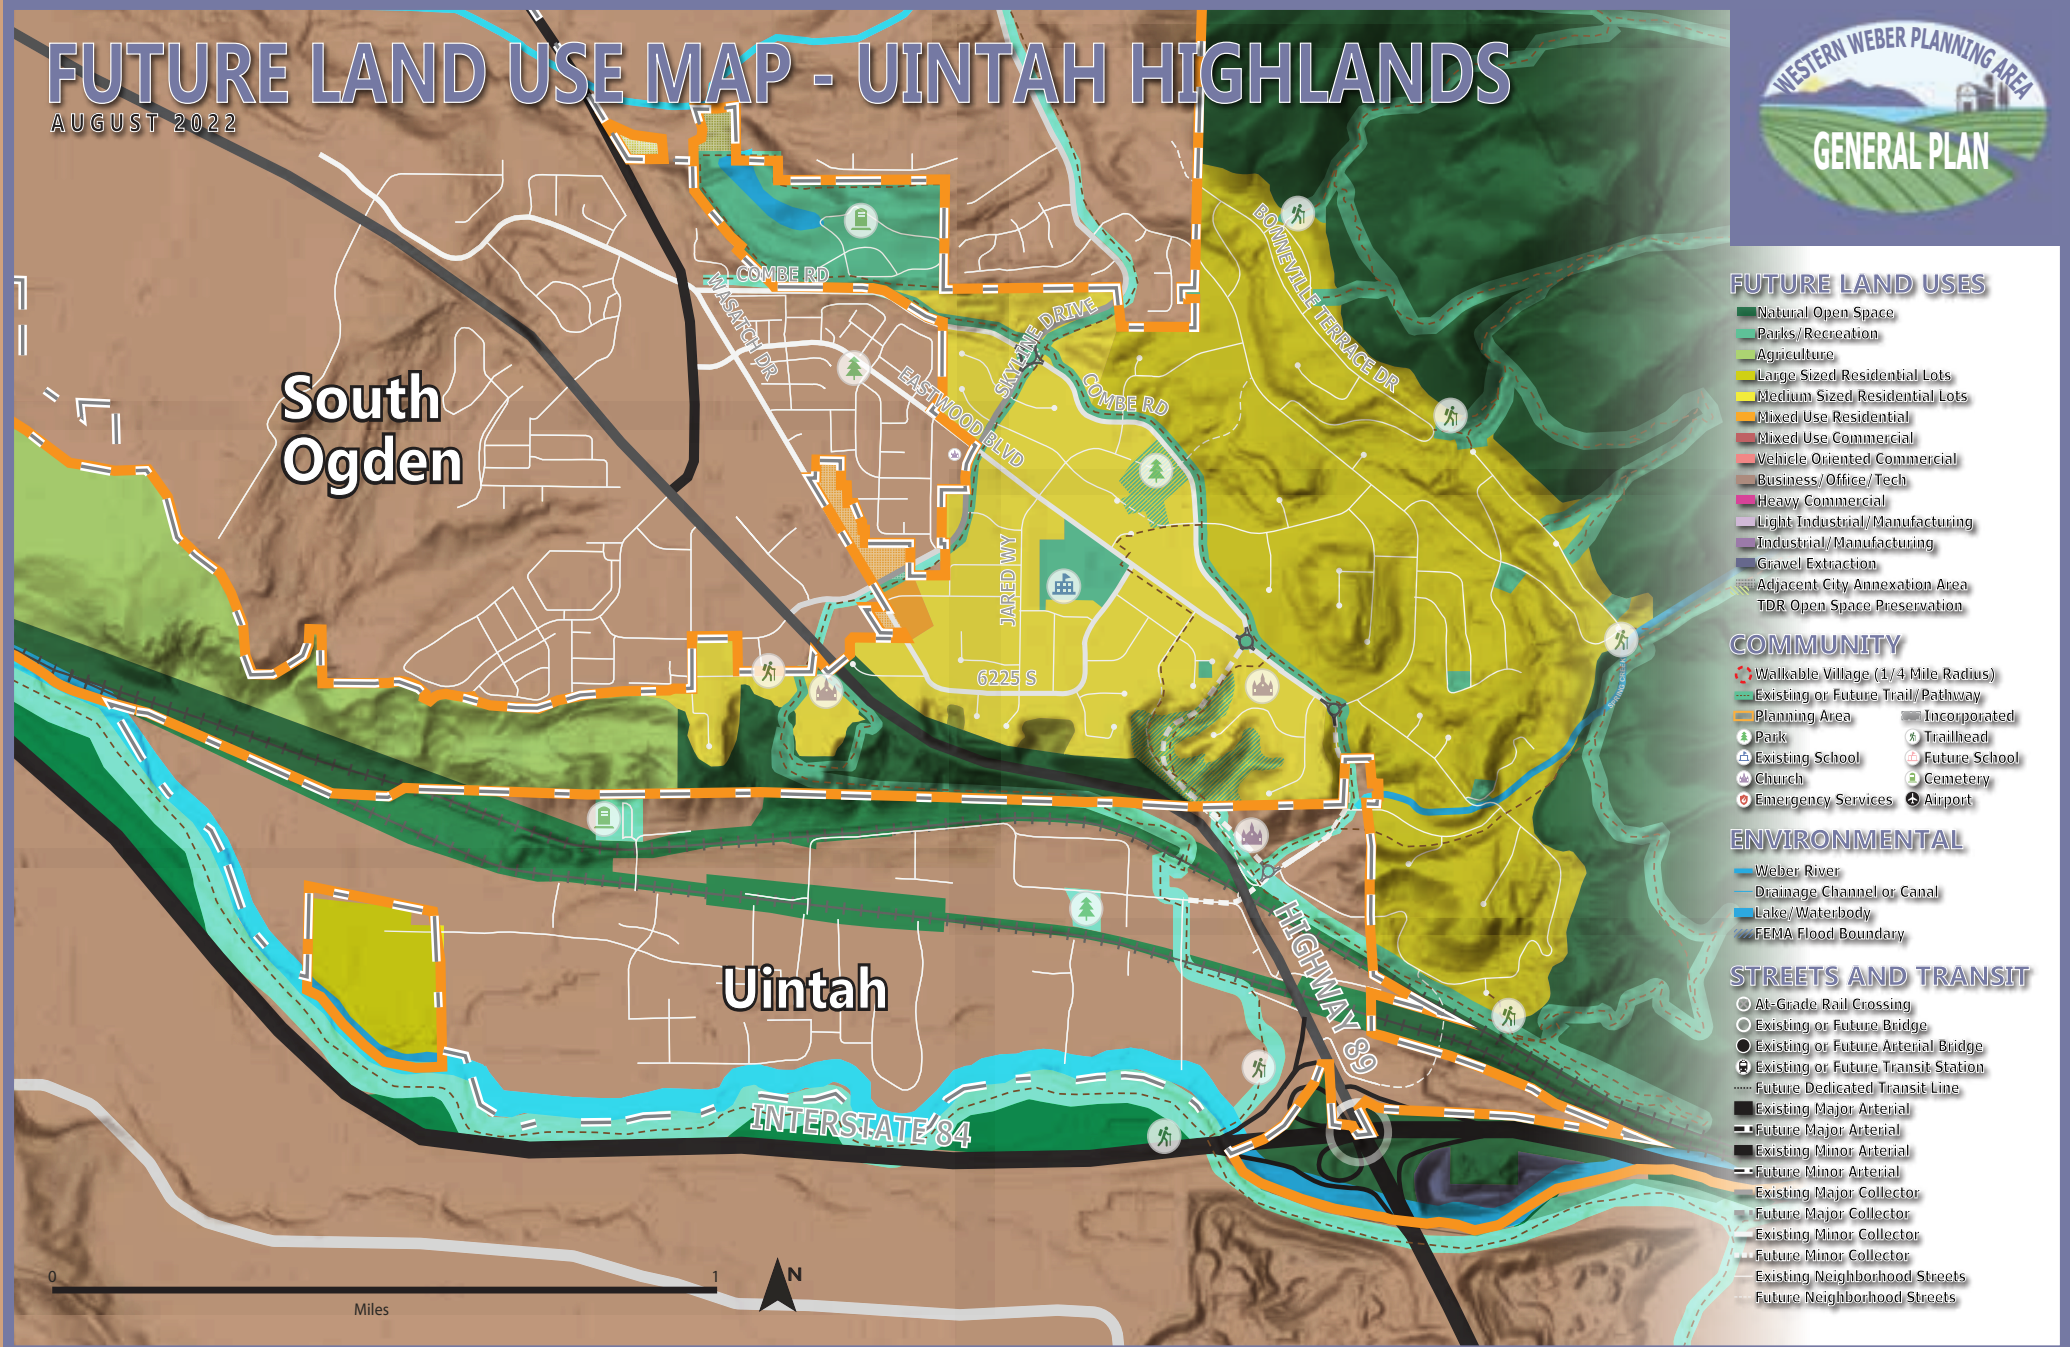 FUTURE LAND USE MAP - UINTAH HIGHLANDS
AUGUST 2022
WESTERN WEBER PLANNING AREA
GENERAL PLAN
COMBE RD
WASATCH DR
SKYLINE DRIVE
EASTWOOD BLVD
COMBE RD
BONNEVILLE TERRACE DR
South
Ogden
JARED WY
6225 S
SPRING CREEK
Uintah
HIGHWAY 89
INTERSTATE 84
0
1
Miles
N
FUTURE LAND USES
Natural Open Space
Parks/Recreation
Agriculture
Large Sized Residential Lots
Medium Sized Residential Lots
Mixed Use Residential
Mixed Use Commercial
Vehicle Oriented Commercial
Business/Office/Tech
Heavy Commercial
Light Industrial/Manufacturing
Industrial/Manufacturing
Gravel Extraction
Adjacent City Annexation Area
TDR Open Space Preservation
COMMUNITY
Walkable Village (1/4 Mile Radius)
Existing or Future Trail/Pathway
Planning Area
Incorporated
Park
Trailhead
Existing School
Future School
Church
Cemetery
Emergency Services
Airport
ENVIRONMENTAL
Weber River
Drainage Channel or Canal
Lake/Waterbody
FEMA Flood Boundary
STREETS AND TRANSIT
At-Grade Rail Crossing
Existing or Future Bridge
Existing or Future Arterial Bridge
Existing or Future Transit Station
Future Dedicated Transit Line
Existing Major Arterial
Future Major Arterial
Existing Minor Arterial
Future Minor Arterial
Existing Major Collector
Future Major Collector
Existing Minor Collector
Future Minor Collector
Existing Neighborhood Streets
Future Neighborhood Streets